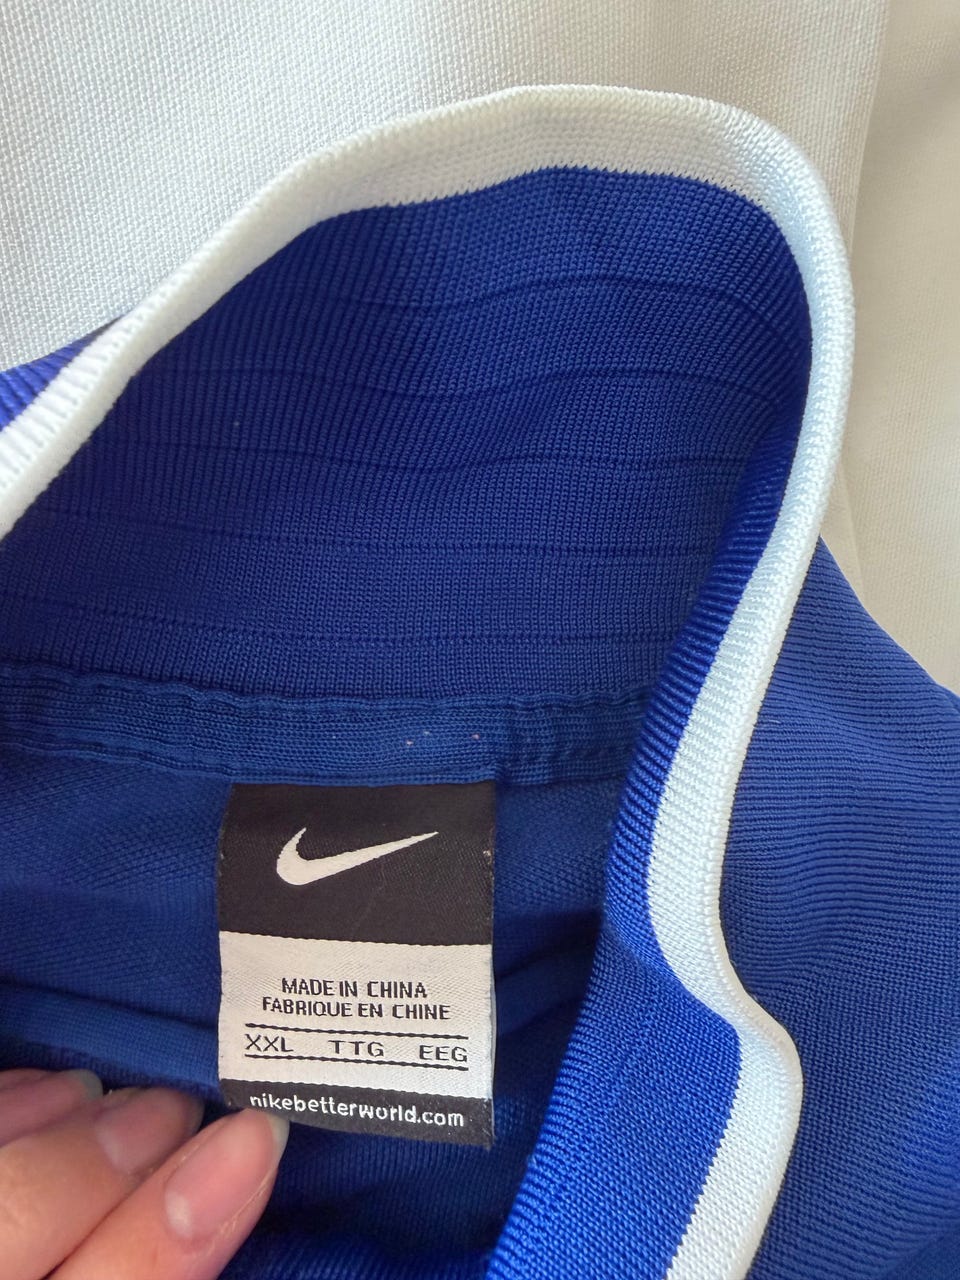 MADE IN CHINA
FABRIQUE EN CHINE
XXL TTG EEG
nikebetterworld.com